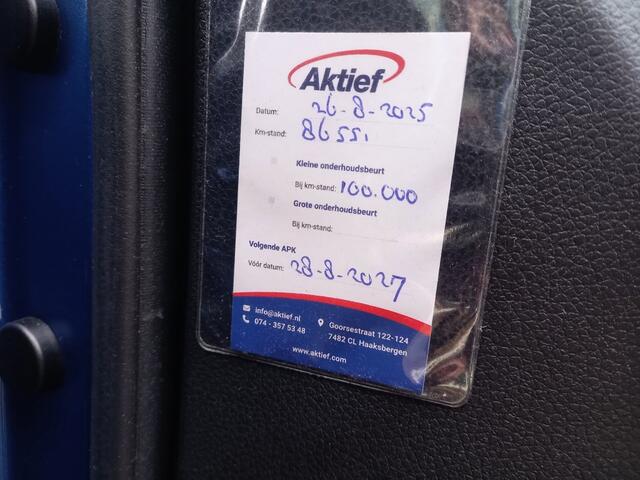 Aktief
Datum: 26-8-2025
Km-stand: 86551
Kleine onderhoudsbeurt
Bij km-stand: 100.000
Grote onderhoudsbeurt
Bij km-stand:
Volgende APK
Vóór datum: 28-8-2027
info@aktief.nl
074 - 357 53 48
Goorsestraat 122-124
7482 CL Haaksbergen
www.aktief.com